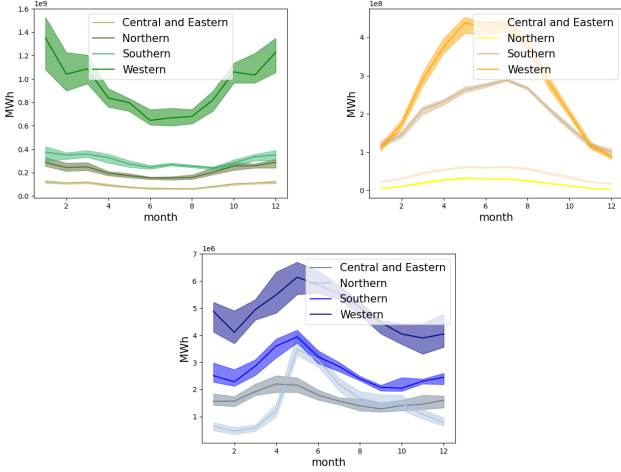 1e9
1.6
1.4
1.2
1.0
0.8
0.6
0.4
0.2
0.0
MWh
2 4 6 8 10 12
month
Central and Eastern
Northern
Southern
Western
1e8
4
2
0
MWh
2 4 6 8 10 12
month
Central and Eastern
Northern
Southern
Western
1e6
7
6
5
4
3
2
1
MWh
2 4 6 8 10 12
month
Central and Eastern
Northern
Southern
Western